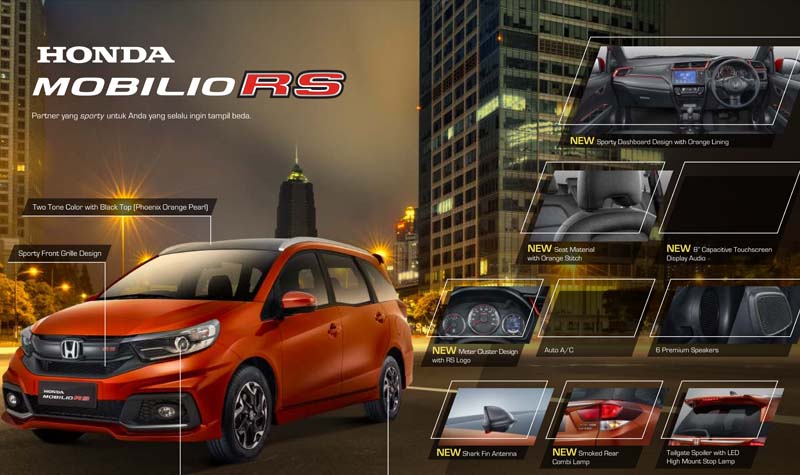 HONDA
MOBILIO RS
Partner yang sporty untuk Anda yang selalu ingin tampil beda.
NEW Sporty Dashboard Design with Orange Lining
Two Tone Color with Black Top (Phoenix Orange Pearl)
Sporty Front Grille Design
NEW Seat Material
with Orange Stitch
NEW 8" Capacitive Touchscreen
Display Audio -
NEW Meter Cluster Design
with RS Logo
Auto A/C
6 Premium Speakers
HONDA
MOBILIO RS
NEW Shark Fin Antenna
NEW Smoked Rear
Combi Lamp
Tailgate Spoiler with LED
High Mount Stop Lamp